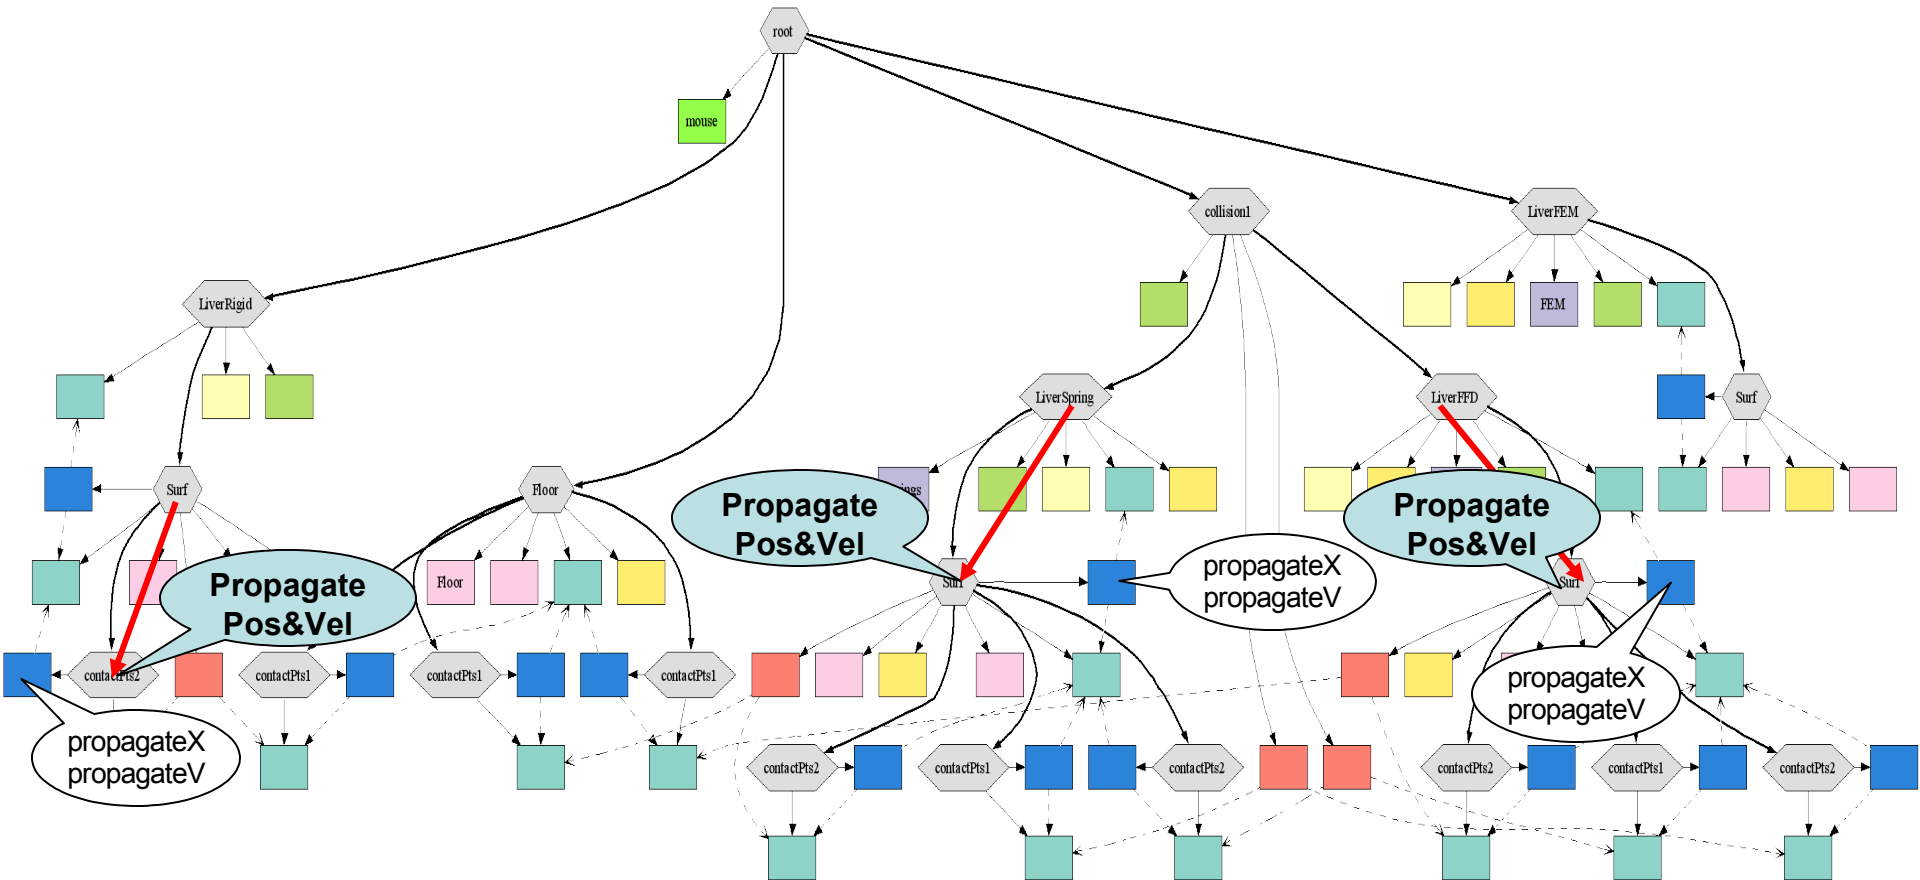 root
mouse
collision1
LiverFEM
LiverRigid
FEM
LiverSpring
LiverFFD
Surf
Surf
Floor
Propagate
Pos&Vel
Propagate
Pos&Vel
Propagate
Pos&Vel
Floor
Surf
propagateX
propagateV
Surf
contactPts2
contactPts1
contactPts1
contactPts1
propagateX
propagateV
propagateX
propagateV
contactPts2
contactPts1
contactPts2
contactPts2
contactPts1
contactPts2